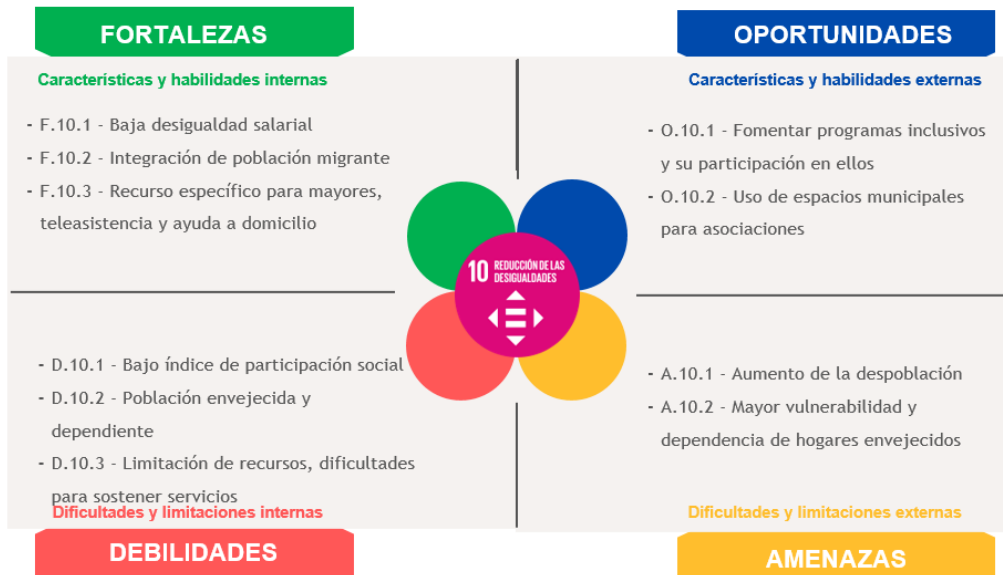 FORTALEZAS
Características y habilidades internas
- F.10.1 - Baja desigualdad salarial
- F.10.2 - Integración de población migrante
- F.10.3 - Recurso específico para mayores,
teleasistencia y ayuda a domicilio
OPORTUNIDADES
Características y habilidades externas
- O.10.1 - Fomentar programas inclusivos
y su participación en ellos
- O.10.2 - Uso de espacios municipales
para asociaciones
10 REDUCCIÓN DE LAS
DESIGUALDADES
- D.10.1 - Bajo índice de participación social
- D.10.2 - Población envejecida y
dependiente
- D.10.3 - Limitación de recursos, dificultades
para sostener servicios
Dificultades y limitaciones internas
DEBILIDADES
- A.10.1 - Aumento de la despoblación
- A.10.2 - Mayor vulnerabilidad y
dependencia de hogares envejecidos
Dificultades y limitaciones externas
AMENAZAS